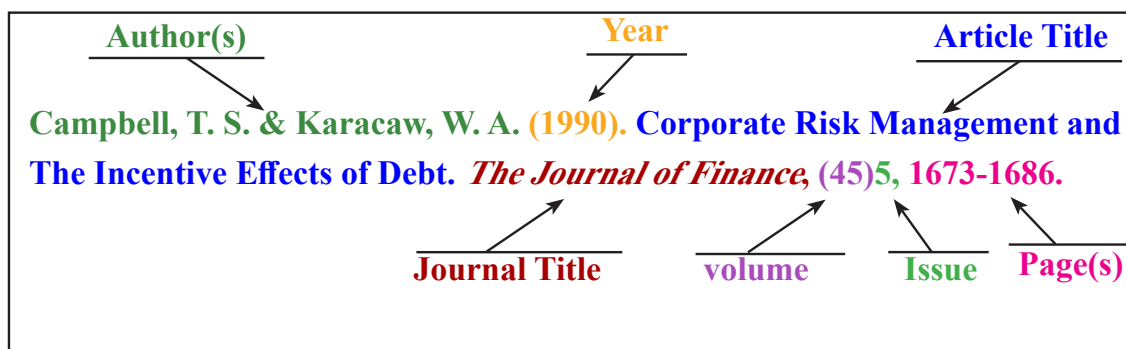 Author(s) Year Article Title
Campbell, T. S. & Karacaw, W. A. (1990). Corporate Risk Management and
The Incentive Effects of Debt. The Journal of Finance, (45)5, 1673-1686.
Journal Title volume Issue Page(s)